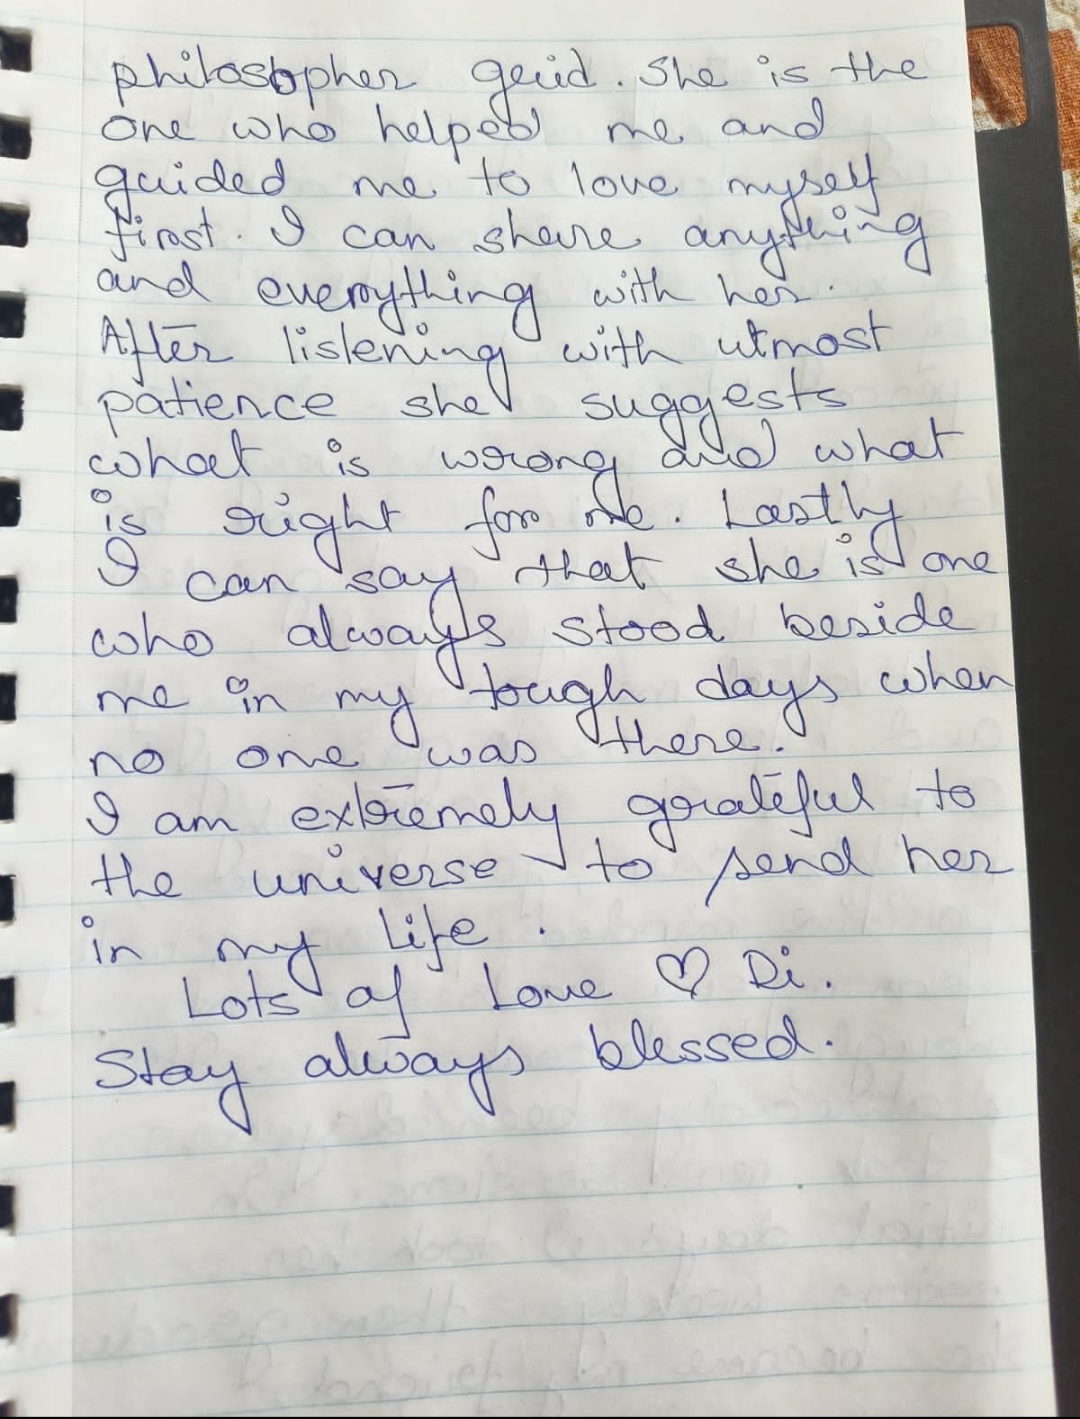 philosopher geuid. She is the
one who helped me and
guided me to love myself
first. I can share anything
and everything with her.
After listening with utmost
patience she suggests
what is wrong and what
is right for me. Lastly
I can say that she is one
who always stood beside
me in my tough days when
no one was there.
I am extremely grateful to
the universe to send her
in my life.
Lots of Love ♡ Di.
Stay always blessed.